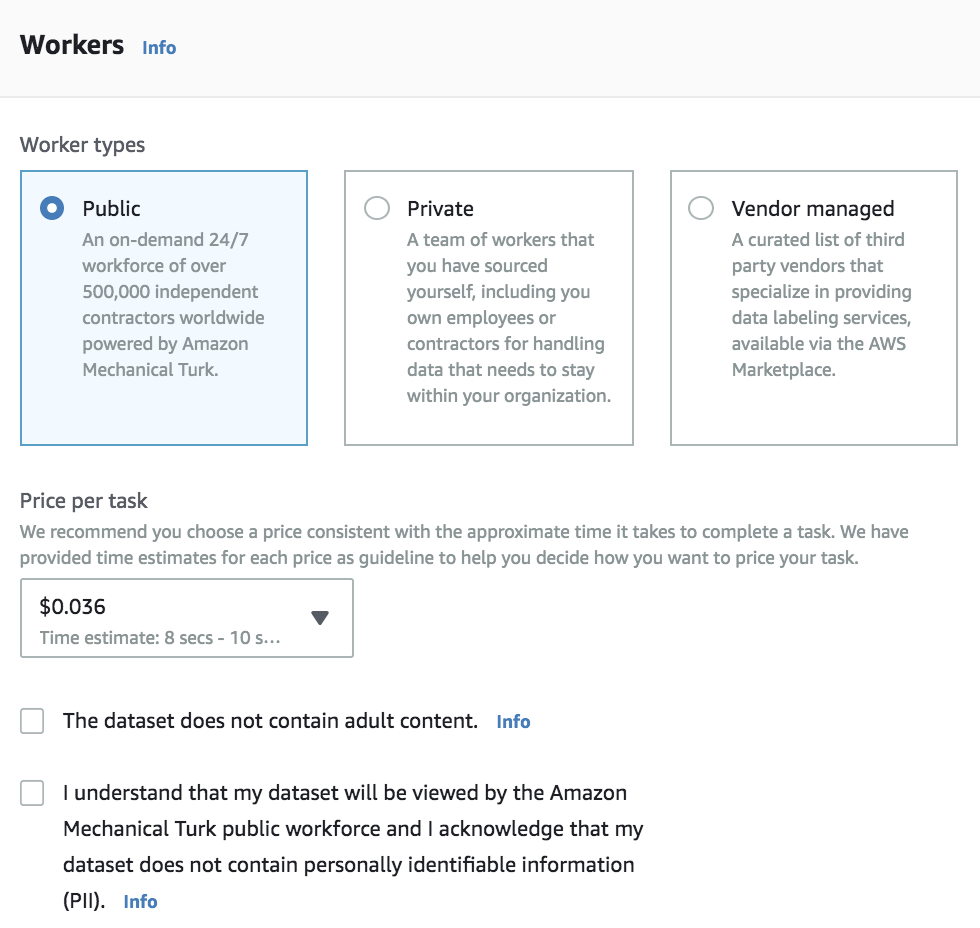 Workers Info
Worker types
Public
An on-demand 24/7
workforce of over
500,000 independent
contractors worldwide
powered by Amazon
Mechanical Turk.
Private
A team of workers that
you have sourced
yourself, including you
own employees or
contractors for handling
data that needs to stay
within your organization.
Vendor managed
A curated list of third
party vendors that
specialize in providing
data labeling services,
available via the AWS
Marketplace.
Price per task
We recommend you choose a price consistent with the approximate time it takes to complete a task. We have
provided time estimates for each price as guideline to help you decide how you want to price your task.
$0.036
Time estimate: 8 secs - 10 s...
The dataset does not contain adult content. Info
I understand that my dataset will be viewed by the Amazon
Mechanical Turk public workforce and I acknowledge that my
dataset does not contain personally identifiable information
(PII). Info